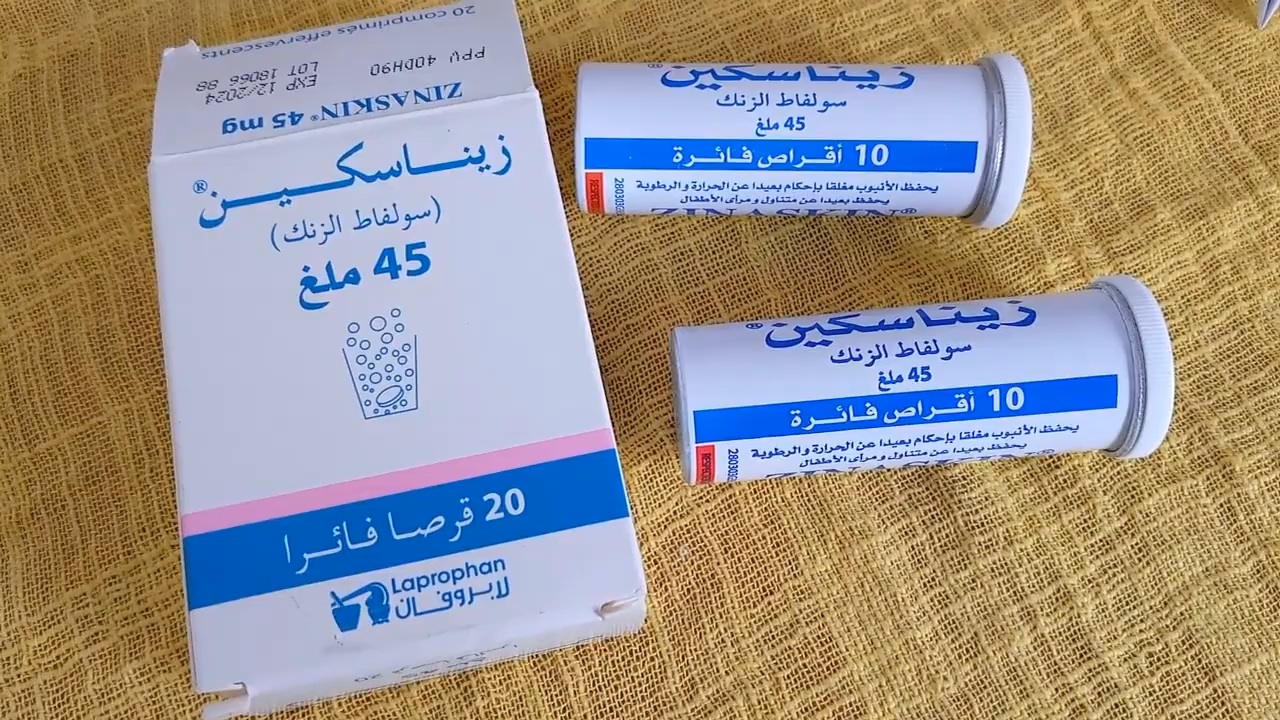 20 comprimés effervescents
PPV 40DH90
EXP 12/2024
LOT 18066 88
ZINASKIN® 45 mg
زيناسكين®
(سولفاط الزنك)
45 ملغ
20 قرصا فائرا
Laprophan
لابروفان
زيناسكين®
سولفاط الزنك
45 ملغ
10 أقراص فائرة
يحفظ الأنبوب مغلقا بإحكام بعيدا عن الحرارة والرطوبة
يحفظ بعيدا عن متناول و مرأى الأطفال
ZINASKIN®
زيناسكين®
سولفاط الزنك
45 ملغ
10 أقراص فائرة
يحفظ الأنبوب مغلقا بإحكام بعيدا عن الحرارة والرطوبة
يحفظ بعيدا عن متناول و مرأى الأطفال
ZINASKIN®